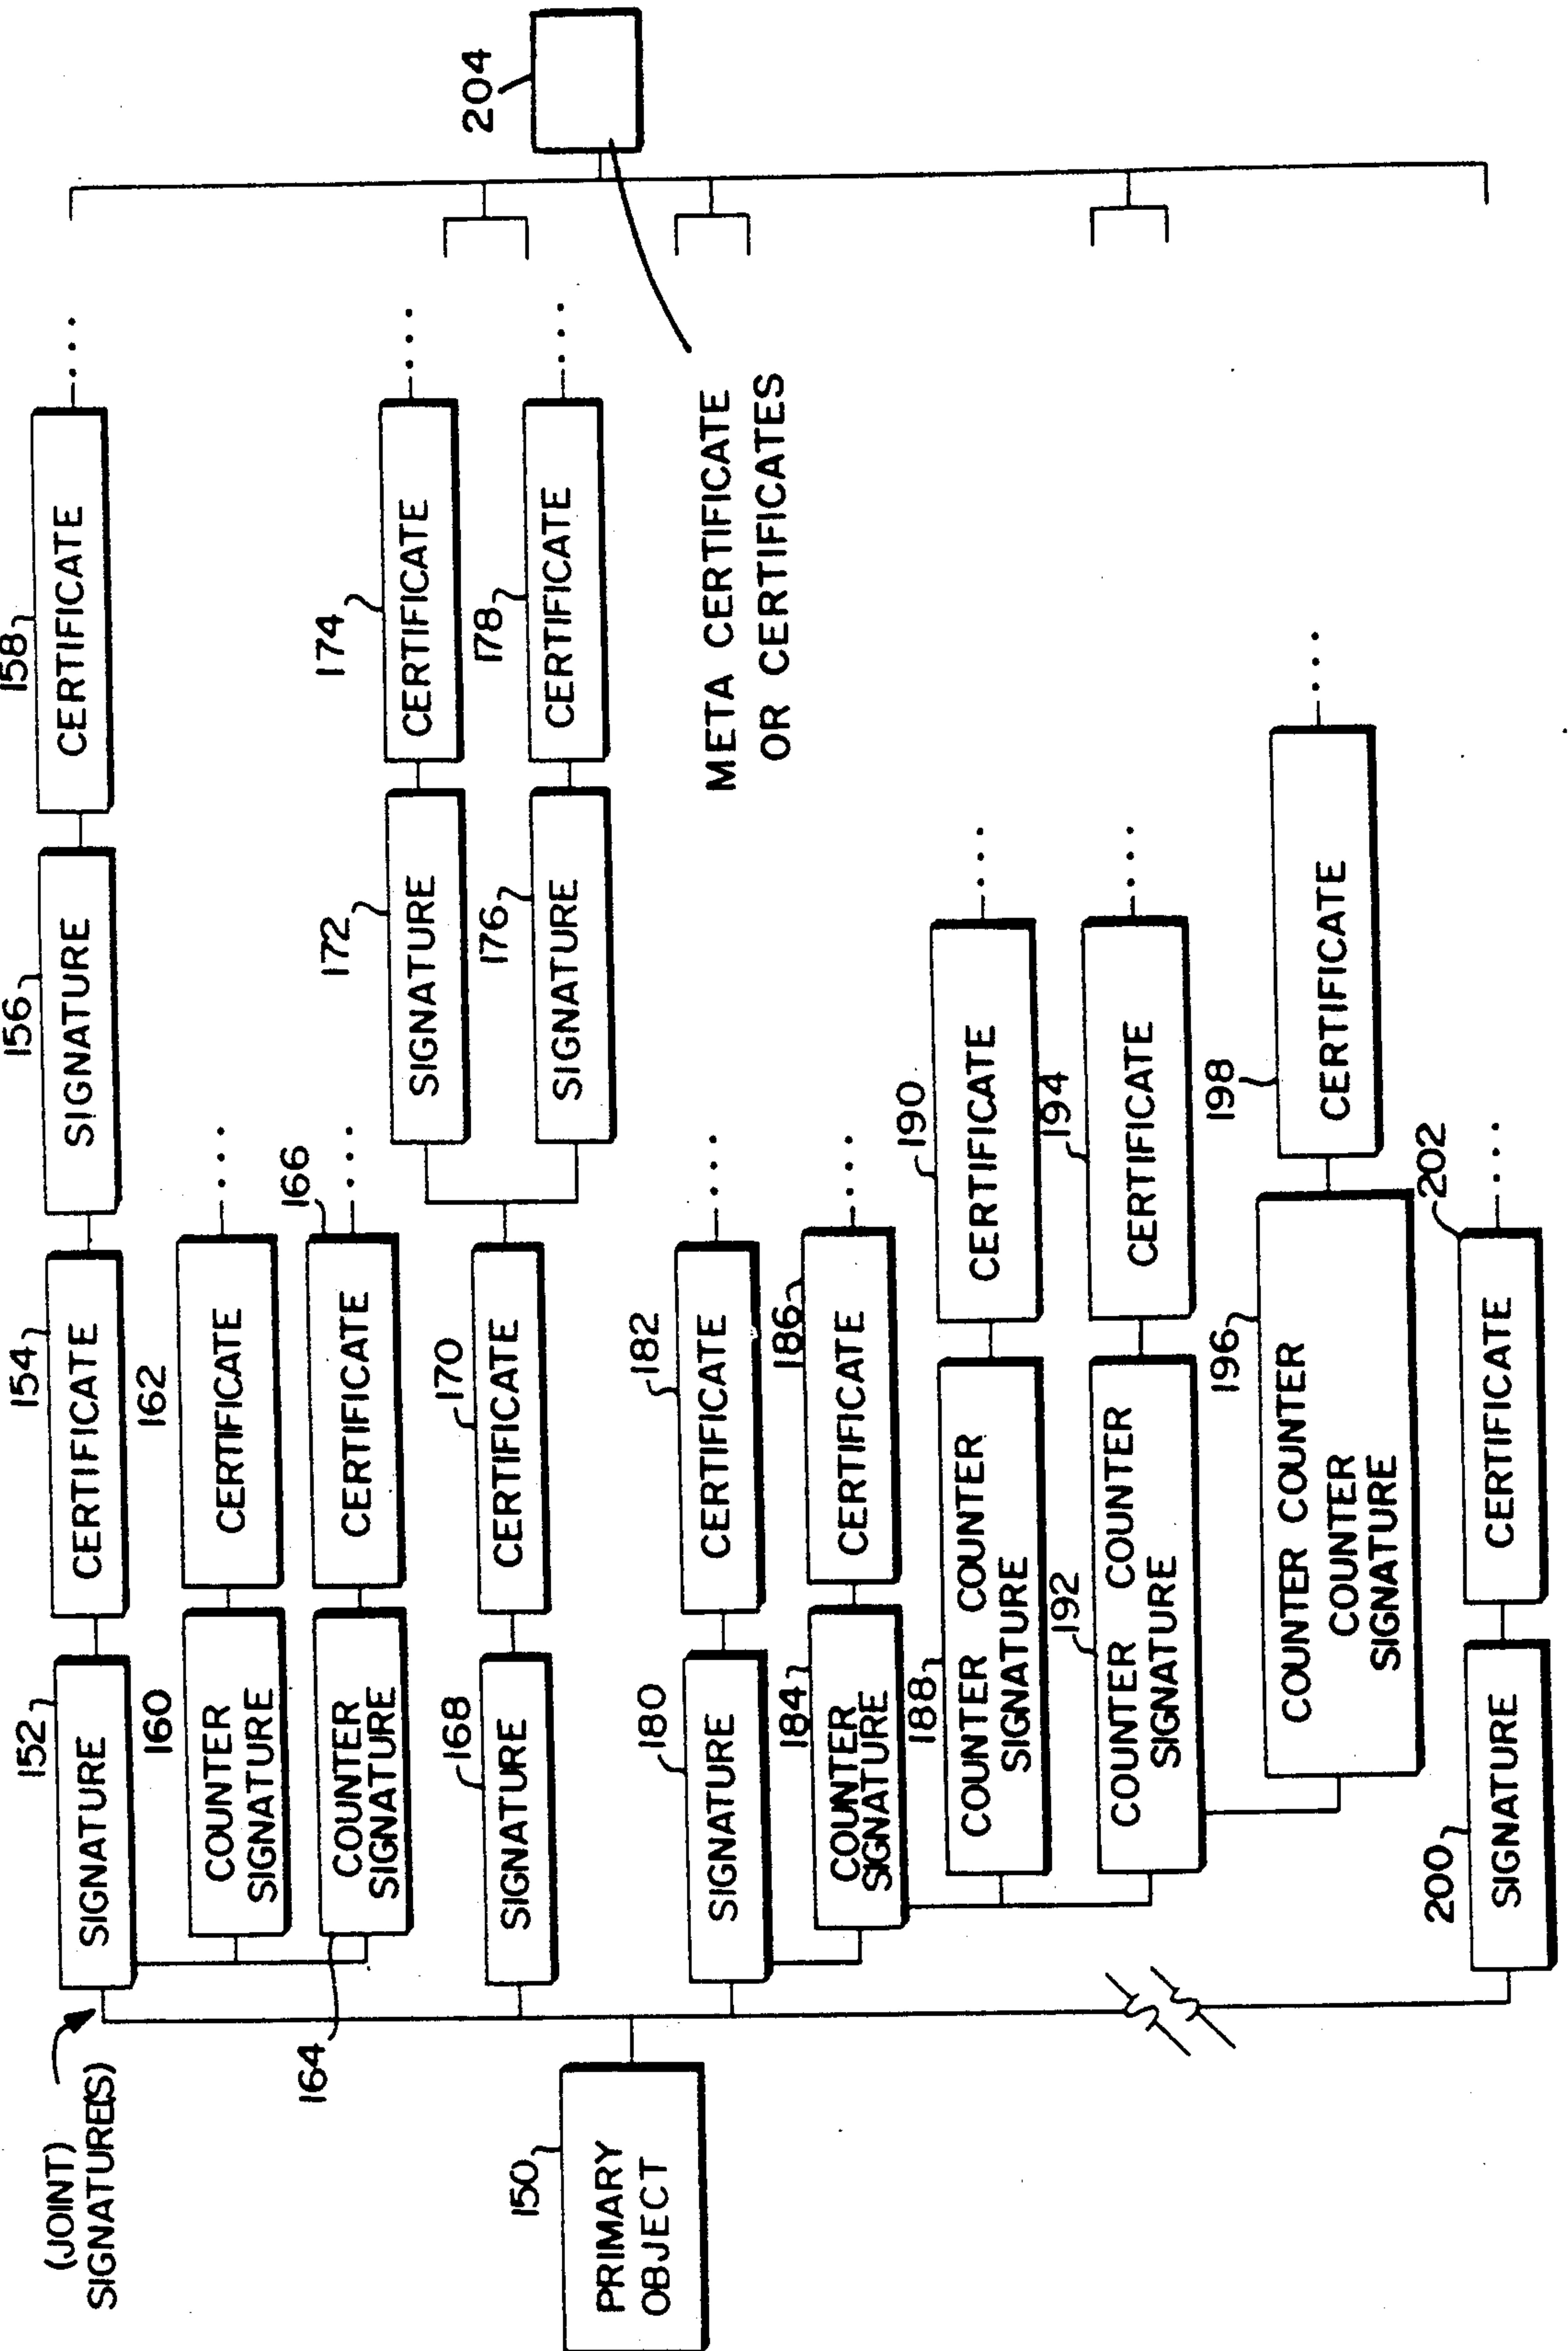 (JOINT)
SIGNATURE(S)
152
SIGNATURE
154
CERTIFICATE
156
SIGNATURE
158
CERTIFICATE
....
160
COUNTER
SIGNATURE
162
CERTIFICATE
....
164
COUNTER
SIGNATURE
166
CERTIFICATE
....
168
SIGNATURE
170
CERTIFICATE
172
SIGNATURE
174
CERTIFICATE
....
176
SIGNATURE
178
CERTIFICATE
....
204
META CERTIFICATE
OR CERTIFICATES
150
PRIMARY
OBJECT
180
SIGNATURE
182
CERTIFICATE
....
184
COUNTER
SIGNATURE
186
CERTIFICATE
....
188
COUNTER COUNTER
SIGNATURE
190
CERTIFICATE
....
192
COUNTER COUNTER
SIGNATURE
194
CERTIFICATE
....
196
COUNTER COUNTER
COUNTER
SIGNATURE
198
CERTIFICATE
....
200
SIGNATURE
202
CERTIFICATE
....